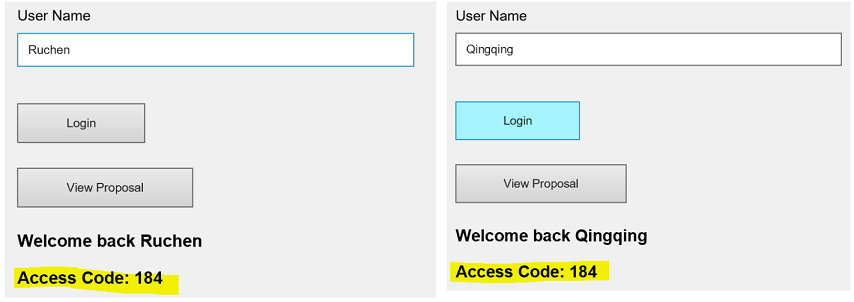 User Name
Ruchen
Login
View Proposal
Welcome back Ruchen
Access Code: 184
User Name
Qingqing
Login
View Proposal
Welcome back Qingqing
Access Code: 184